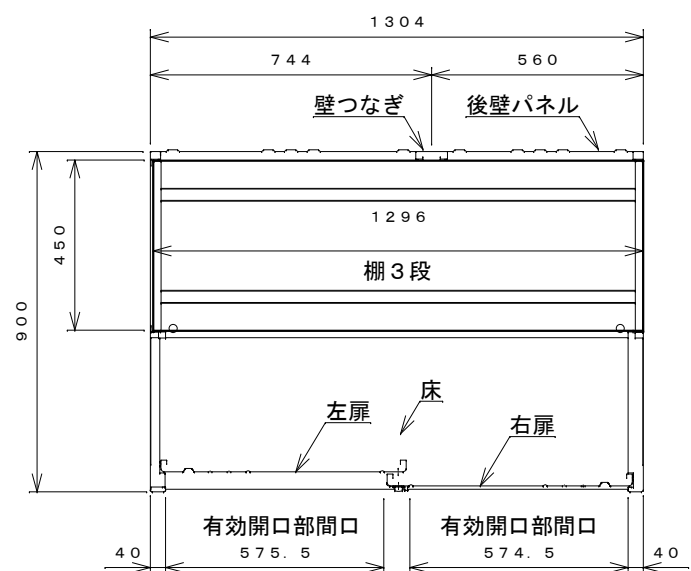 1304
744 560
壁つなぎ 後壁パネル
1296
450
棚3段
900
床
左扉
右扉
有効開口部間口 有効開口部間口
40 575.5 574.5 40